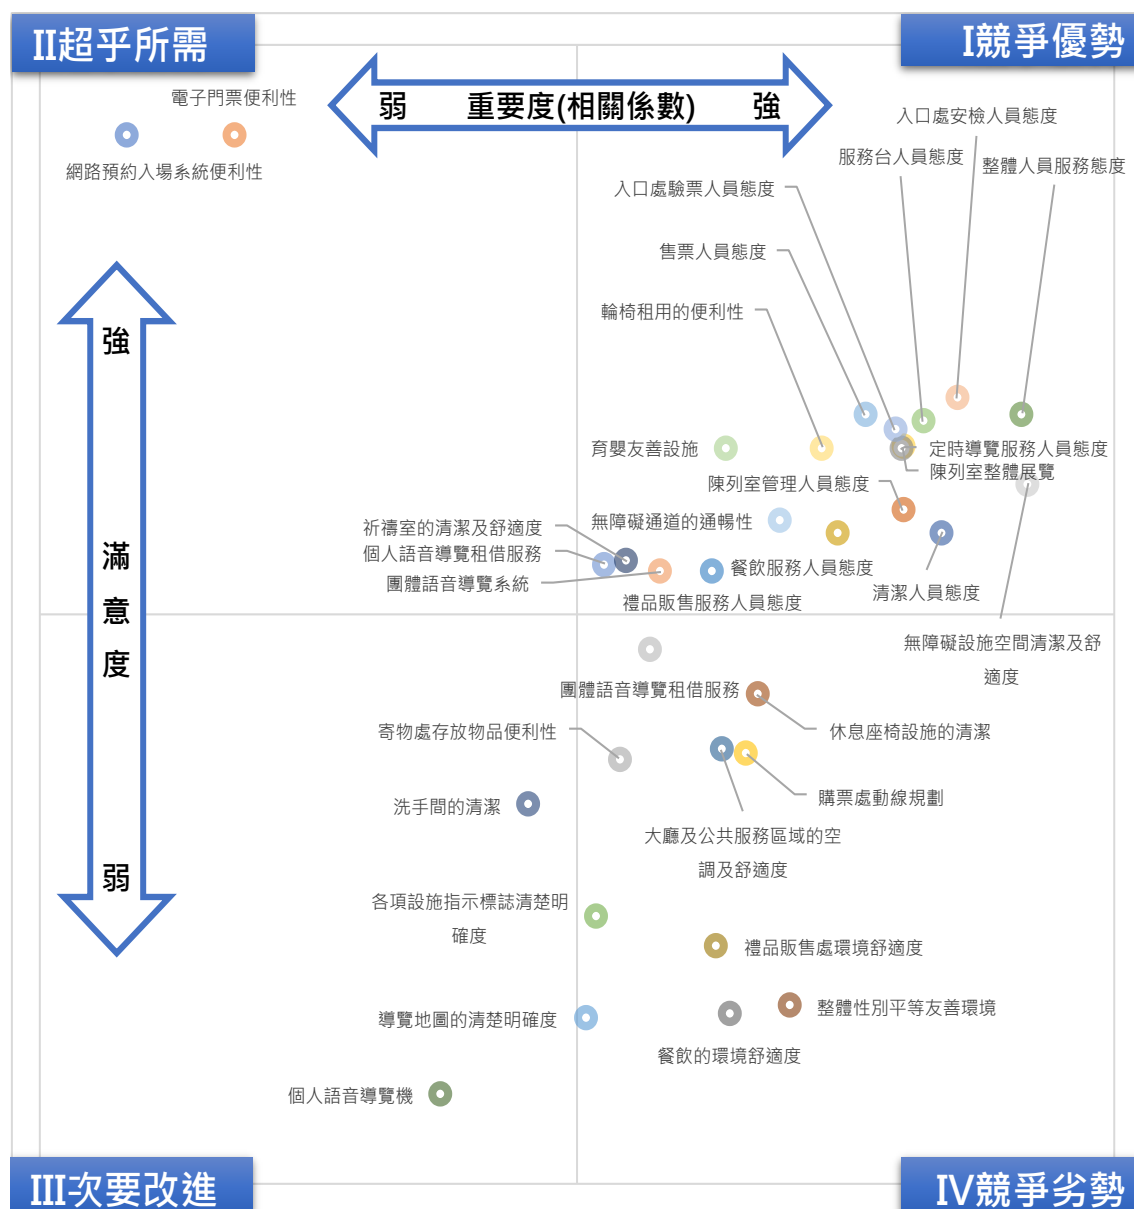 II超乎所需
I競爭優勢
弱 重要度(相關係數) 強
電子門票便利性
網路預約入場系統便利性
入口處安檢人員態度
服務台人員態度
整體人員服務態度
入口處驗票人員態度
售票人員態度
輪椅租用的便利性
強
滿
意
度
弱
育嬰友善設施
定時導覽服務人員態度
陳列室整體展覽
陳列室管理人員態度
無障礙通道的通暢性
祈禱室的清潔及舒適度
個人語音導覽租借服務
團體語音導覽系統
餐飲服務人員態度
禮品販售服務人員態度
清潔人員態度
無障礙設施空間清潔及舒
適度
團體語音導覽租借服務
寄物處存放物品便利性
休息座椅設施的清潔
洗手間的清潔
購票處動線規劃
大廳及公共服務區域的空
調及舒適度
各項設施指示標誌清楚明
確度
禮品販售處環境舒適度
導覽地圖的清楚明確度
整體性別平等友善環境
餐飲的環境舒適度
個人語音導覽機
III次要改進
IV競爭劣勢